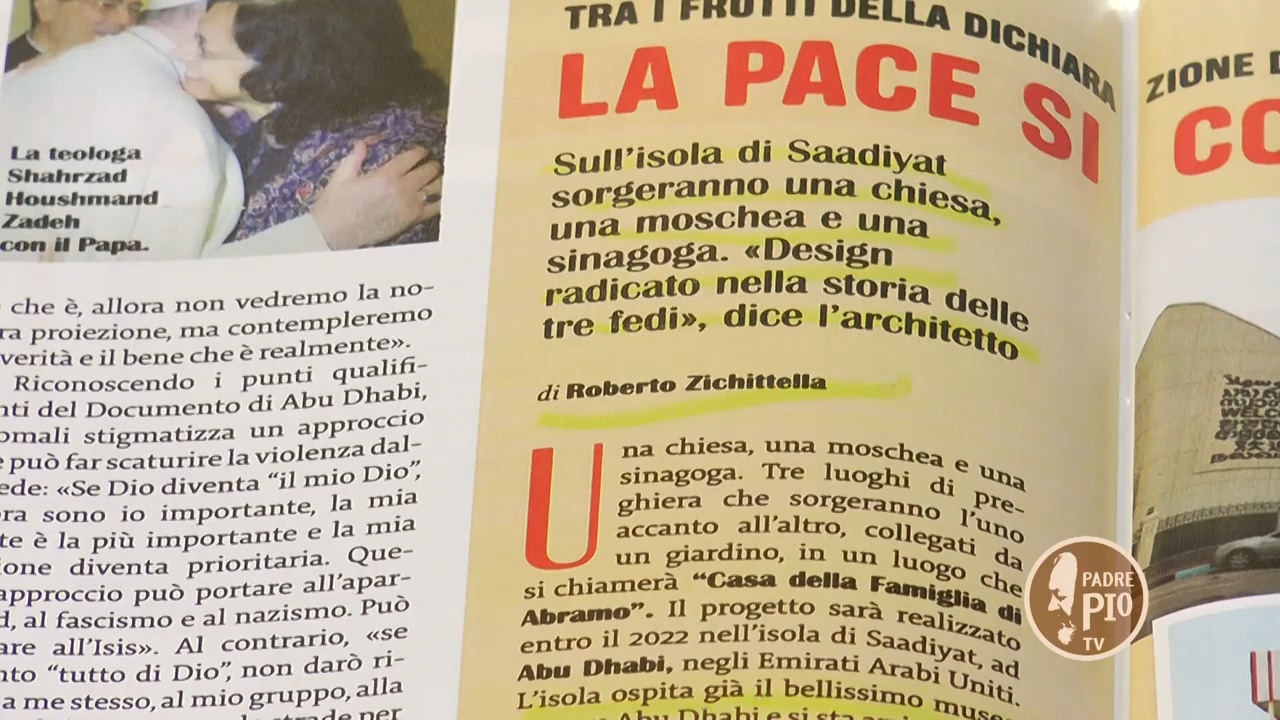 La teologa
Shahrzad
Houshmand
Zadeh
con il Papa.
che è, allora non vedremo la no-
ra proiezione, ma contempleremo
verità e il bene che è realmente».
Riconoscendo i punti qualifi-
nti del Documento di Abu Dhabi,
omali stigmatizza un approccio
e può far scaturire la violenza dal-
ede: «Se Dio diventa “il mio Dio”,
ora sono io importante, la mia
te è la più importante e la mia
ione diventa prioritaria. Que-
approccio può portare all’apar-
d, al fascismo e al nazismo. Può
are all’Isis». Al contrario, «se
nto “tutto di Dio”, non darò ri-
a me stesso, al mio gruppo, alla
strade per
TRA I FRUTTI DELLA DICHIARA
LA PACE SI
Sull’isola di Saadiyat
sorgeranno una chiesa,
una moschea e una
sinagoga. «Design
radicato nella storia delle
tre fedi», dice l’architetto
di Roberto Zichittella
Una chiesa, una moschea e una
sinagoga. Tre luoghi di pre-
ghiera che sorgeranno l’uno
accanto all’altro, collegati da
un giardino, in un luogo che
si chiamerà “Casa della Famiglia di
Abramo”. Il progetto sarà realizzato
entro il 2022 nell’isola di Saadiyat, ad
Abu Dhabi, negli Emirati Arabi Uniti.
L’isola ospita già il bellissimo museo
Abu Dhabi e si sta
ZIONE D
CO
WELCO
PADRE
PIO
TV